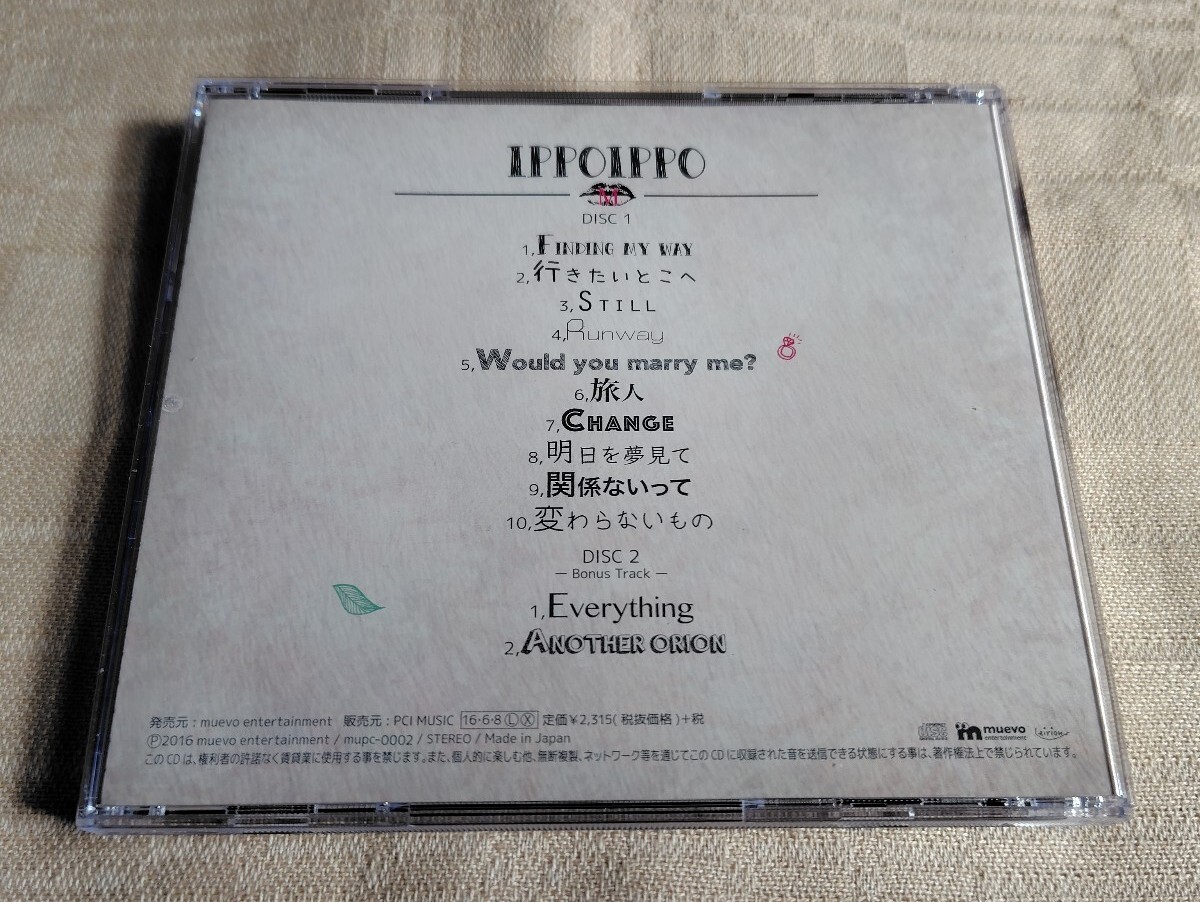 IPPOIPPO
DISC 1
1, FINDING MY WAY
2, 行きたいとこへ
3, STILL
4, Runway
5, Would you marry me?
6, 旅人
7, CHANGE
8, 明日を夢見て
9, 関係ないって
10, 変わらないもの
DISC 2
— Bonus Track —
1, Everything
2, ANOTHER ORION
発売元 : muevo entertainment 販売元 : PCI MUSIC 16・6・8 Ⓛ Ⓧ 定価¥2,315( 税抜価格 )+税
Ⓟ2016 muevo entertainment / mupc-0002 / STEREO / Made in Japan
muevo
entertainment
このCDは、権利者の許諾なく賃貸業に使用する事を禁じます。また、個人的に楽しむ他、無断複製、ネットワーク等を通じてこのCDに収録された音を送信できる状態にする事は、著作権法上で禁じられています。